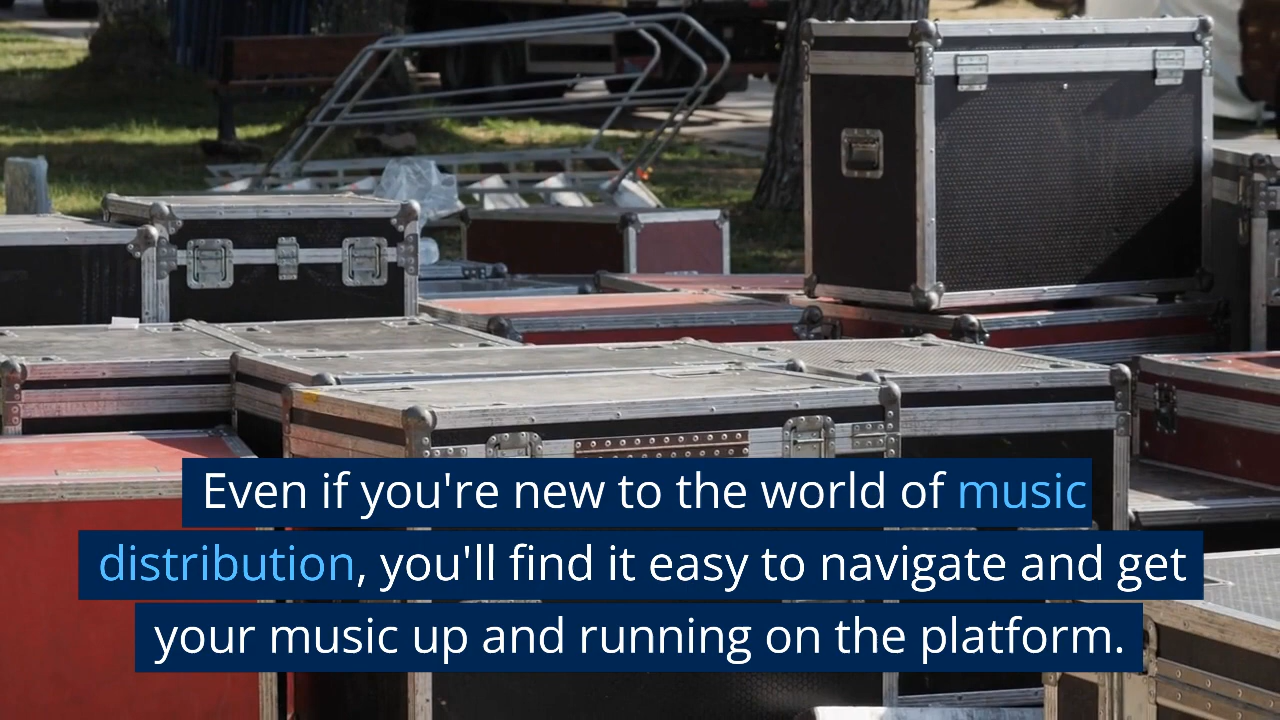 Even if you're new to the world of music
distribution, you'll find it easy to navigate and get
your music up and running on the platform.